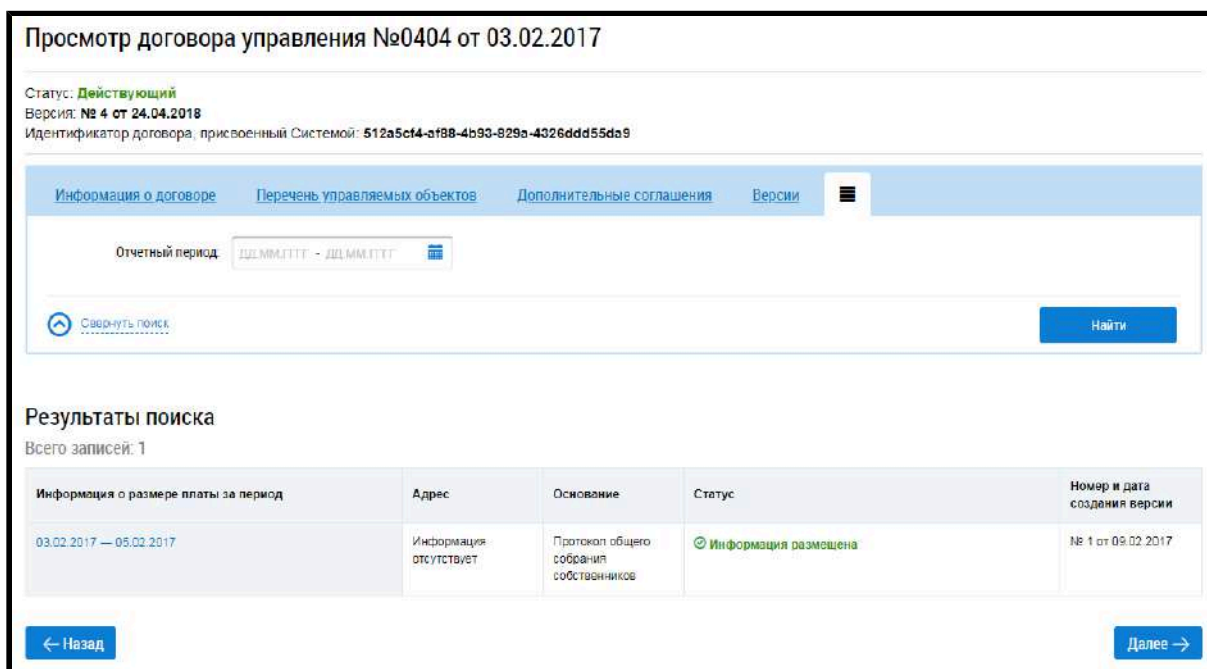 Просмотр договора управления №0404 от 03.02.2017
Статус: Действующий
Версия: № 4 от 24.04.2018
Идентификатор договора, присвоенный Системой: 512a5cf4-af88-4b93-829a-4326ddd55da9
Информация о договоре Перечень управляемых объектов Дополнительные соглашения Версии
Отчетный период: ДД.ММ.ГГГГ - ДД.ММ.ГГГГ
Свернуть поиск
Найти
Результаты поиска
Всего записей: 1
Информация о размере платы за период Адрес Основание Статус Номер и дата
создания версии
03.02.2017 — 05.02.2017 Информация Протокол общего Информация размещена № 1 от 09.02.2017
отсутствует собрания
собственников
← Назад Далее →